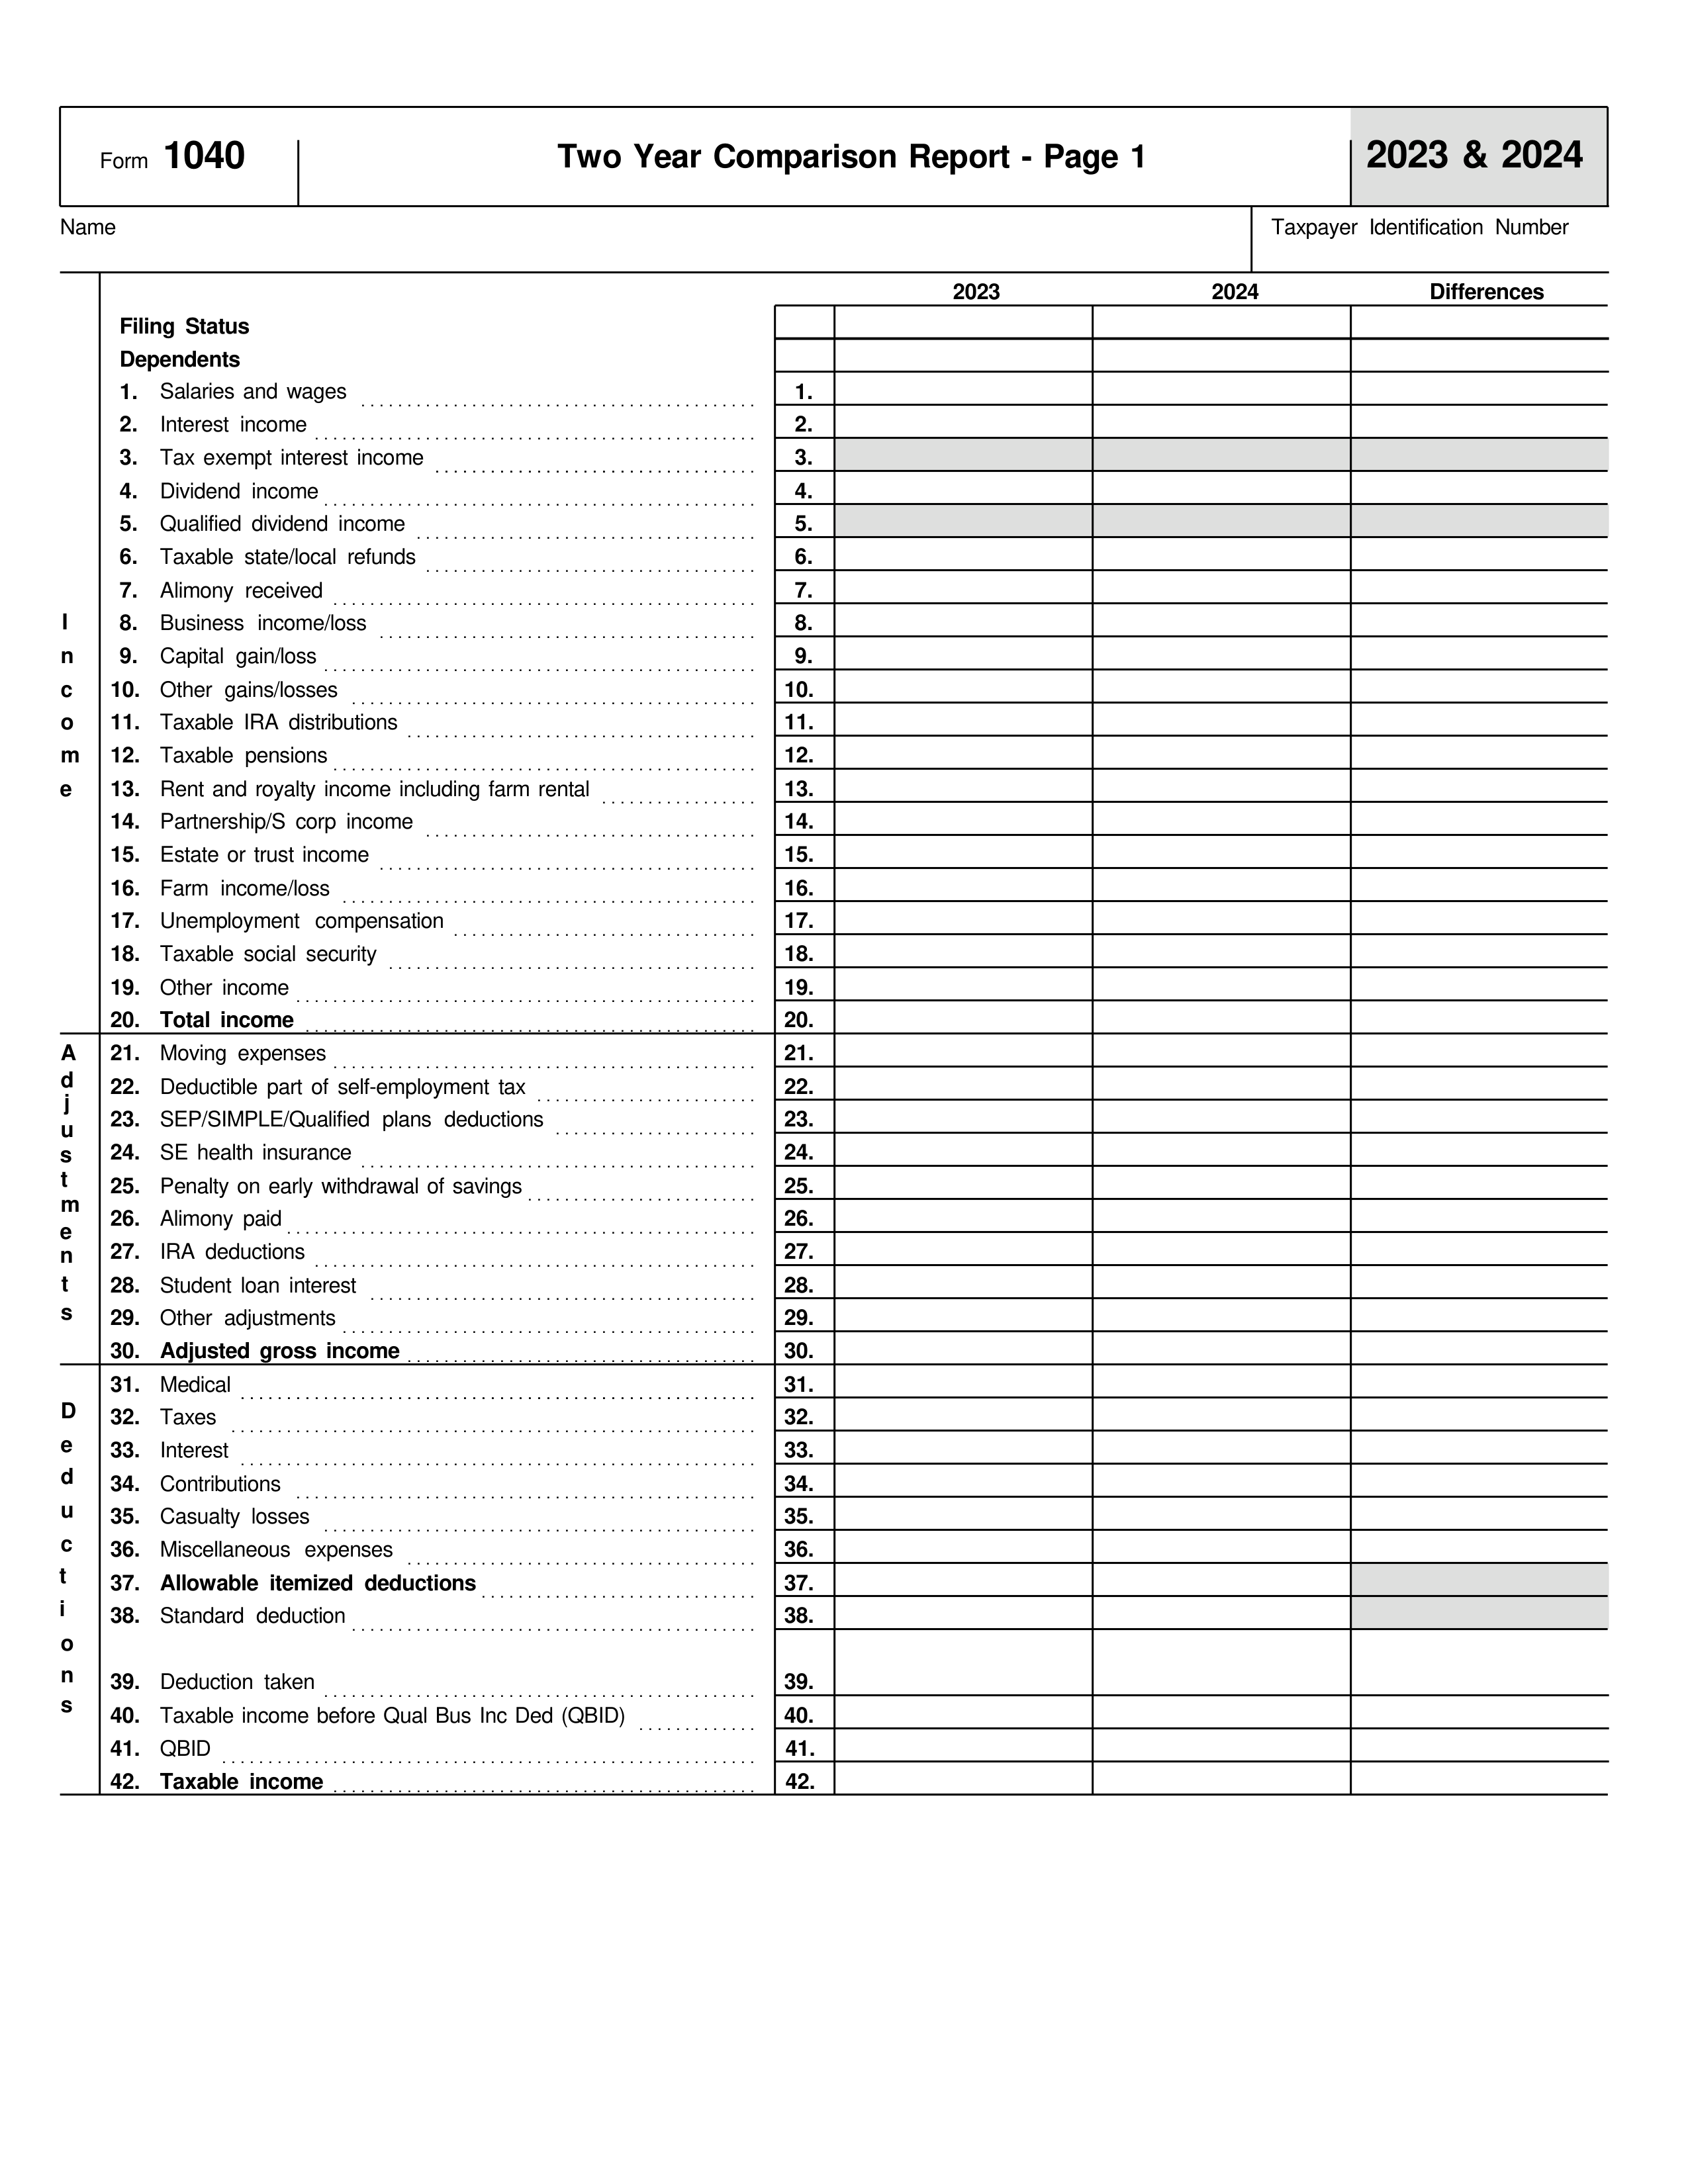 Form 1040
Two Year Comparison Report - Page 1
2023 & 2024
Name
Taxpayer Identification Number
2023 2024 Differences
Filing Status
Dependents
Income
1. Salaries and wages 1.
2. Interest income 2.
3. Tax exempt interest income 3.
4. Dividend income 4.
5. Qualified dividend income 5.
6. Taxable state/local refunds 6.
7. Alimony received 7.
8. Business income/loss 8.
9. Capital gain/loss 9.
10. Other gains/losses 10.
11. Taxable IRA distributions 11.
12. Taxable pensions 12.
13. Rent and royalty income including farm rental 13.
14. Partnership/S corp income 14.
15. Estate or trust income 15.
16. Farm income/loss 16.
17. Unemployment compensation 17.
18. Taxable social security 18.
19. Other income 19.
20. Total income 20.
Adjustments
21. Moving expenses 21.
22. Deductible part of self-employment tax 22.
23. SEP/SIMPLE/Qualified plans deductions 23.
24. SE health insurance 24.
25. Penalty on early withdrawal of savings 25.
26. Alimony paid 26.
27. IRA deductions 27.
28. Student loan interest 28.
29. Other adjustments 29.
30. Adjusted gross income 30.
Deductions
31. Medical 31.
32. Taxes 32.
33. Interest 33.
34. Contributions 34.
35. Casualty losses 35.
36. Miscellaneous expenses 36.
37. Allowable itemized deductions 37.
38. Standard deduction 38.
39. Deduction taken 39.
40. Taxable income before Qual Bus Inc Ded (QBID) 40.
41. QBID 41.
42. Taxable income 42.